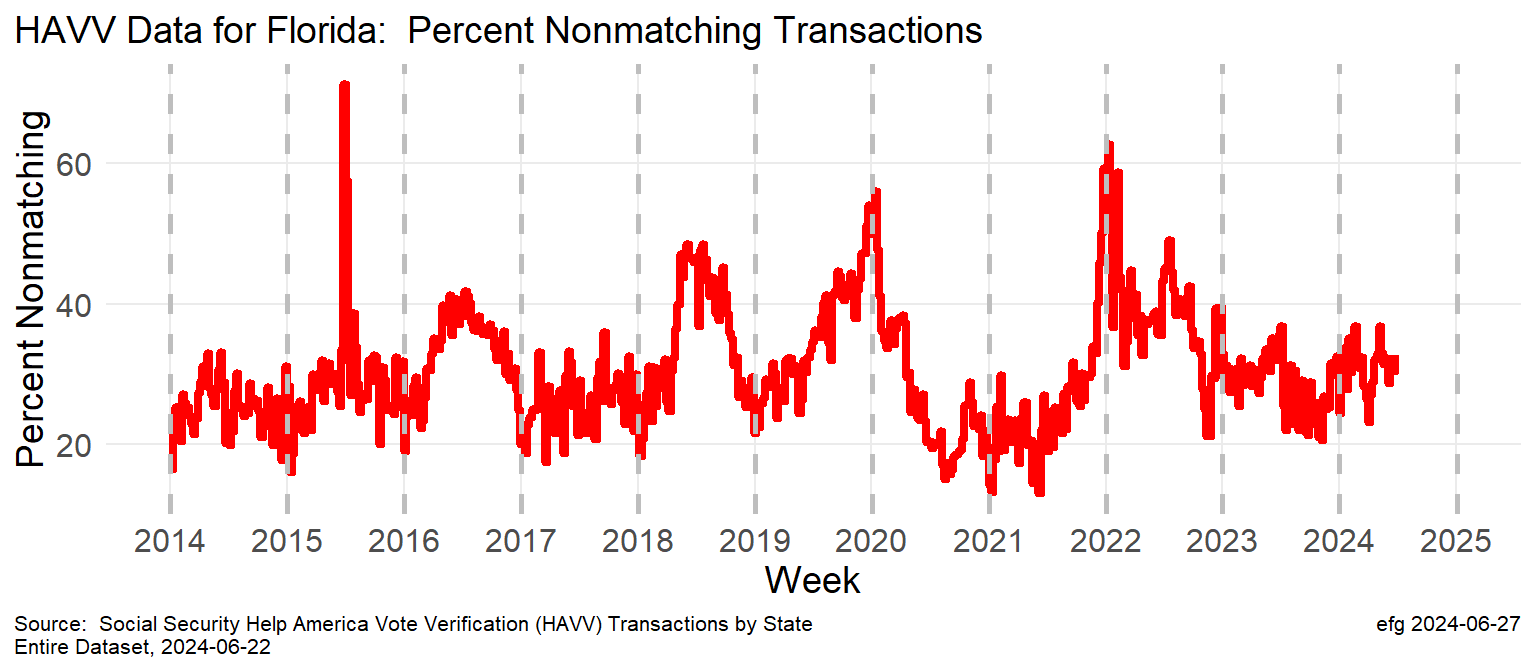 HAVV Data for Florida:  Percent Nonmatching Transactions
Percent Nonmatching
60
40
20
2014 2015 2016 2017 2018 2019 2020 2021 2022 2023 2024 2025
Week
Source:  Social Security Help America Vote Verification (HAVV) Transactions by State
Entire Dataset, 2024-06-22
efg 2024-06-27